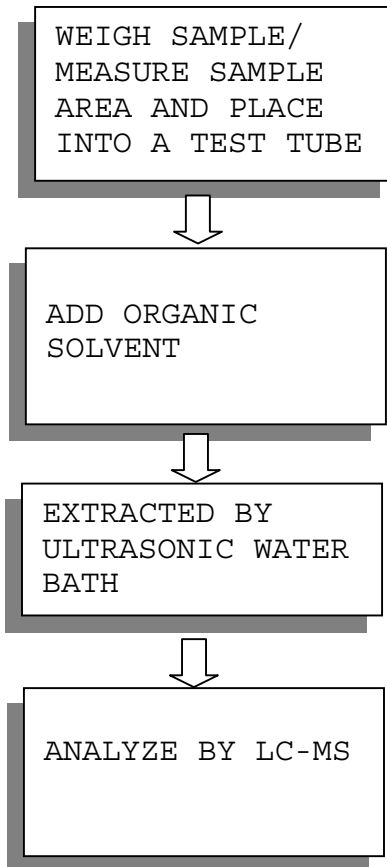 WEIGH SAMPLE/
MEASURE SAMPLE
AREA AND PLACE
INTO A TEST TUBE
ADD ORGANIC
SOLVENT
EXTRACTED BY
ULTRASONIC WATER
BATH
ANALYZE BY LC-MS